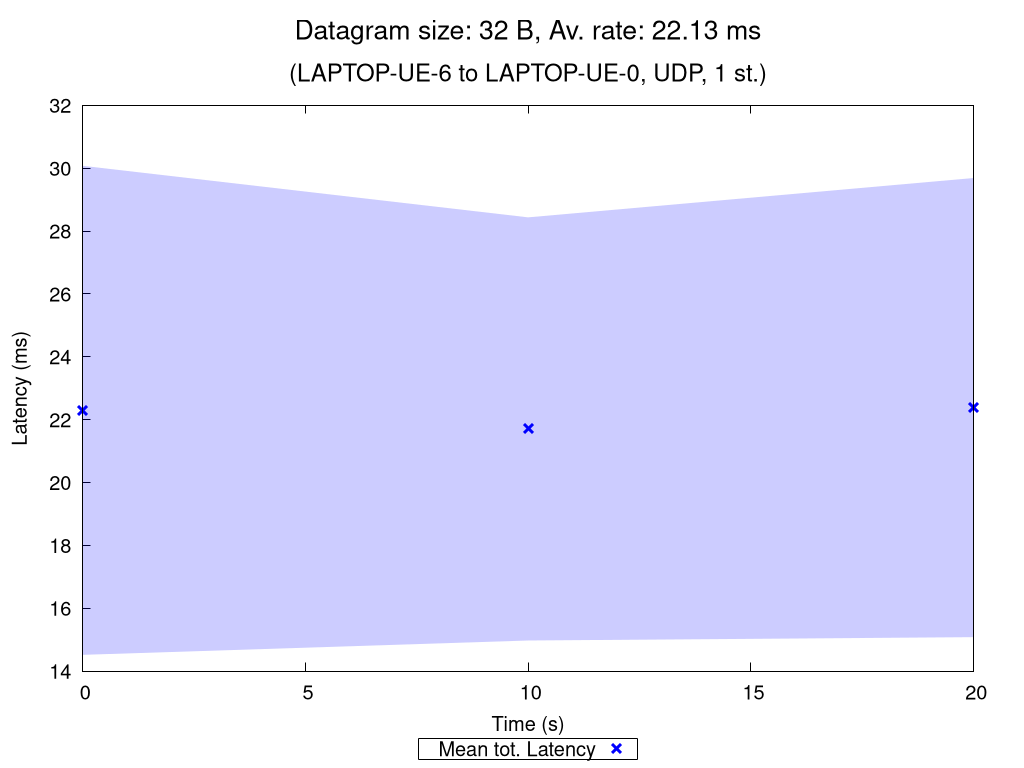 Datagram size: 32 B, Av. rate: 22.13 ms
(LAPTOP-UE-6 to LAPTOP-UE-0, UDP, 1 st.)
32
30
28
26
24
22
20
18
16
14
Latency (ms)
0 5 10 15 20
Time (s)
Mean tot. Latency